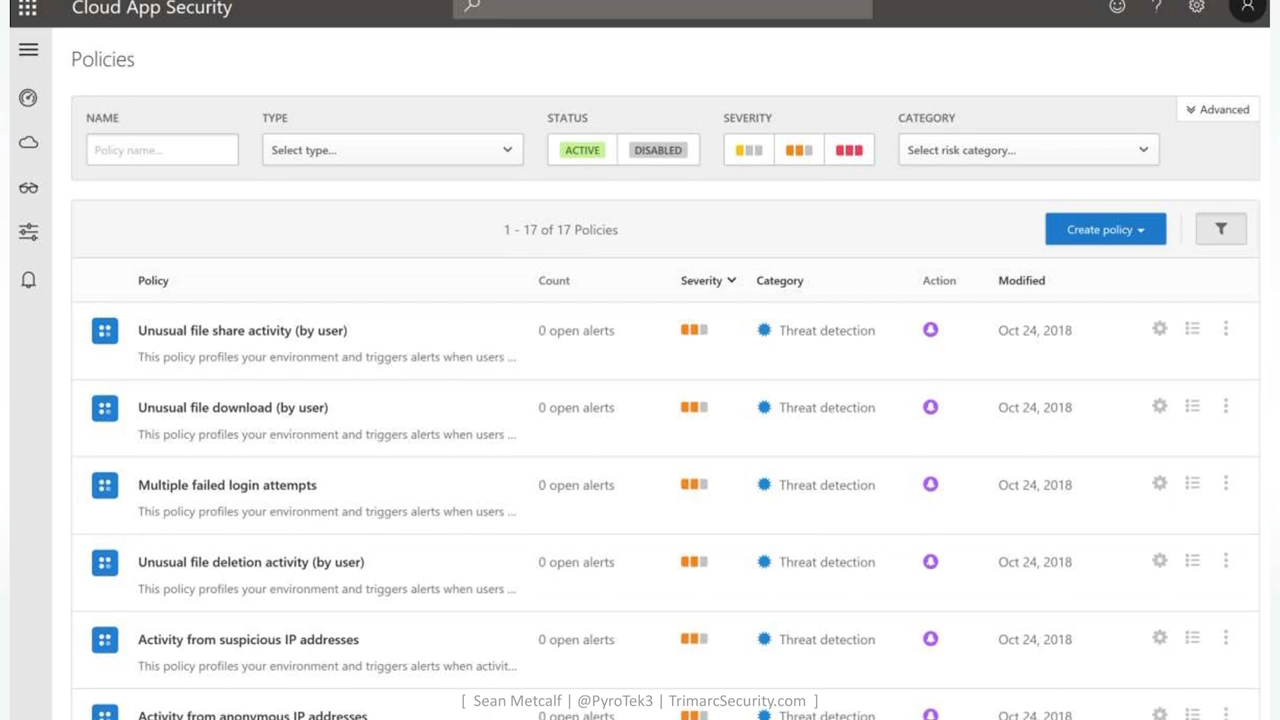 Cloud App Security
?
Policies
Advanced
NAME
TYPE
STATUS
SEVERITY
CATEGORY
Policy name...
Select type...
ACTIVE
DISABLED
Select risk category...
1 - 17 of 17 Policies
Create policy
Policy
Count
Severity
Category
Action
Modified
Unusual file share activity (by user)
0 open alerts
Threat detection
Oct 24, 2018
This policy profiles your environment and triggers alerts when users ...
Unusual file download (by user)
0 open alerts
Threat detection
Oct 24, 2018
This policy profiles your environment and triggers alerts when users ...
Multiple failed login attempts
0 open alerts
Threat detection
Oct 24, 2018
This policy profiles your environment and triggers alerts when users ...
Unusual file deletion activity (by user)
0 open alerts
Threat detection
Oct 24, 2018
This policy profiles your environment and triggers alerts when users ...
Activity from suspicious IP addresses
0 open alerts
Threat detection
Oct 24, 2018
This policy profiles your environment and triggers alerts when activit...
[ Sean Metcalf | @PyroTek3 | TrimarcSecurity.com ]
Activity from anonymous IP addresses
0 open alerts
Threat detection
Oct 24, 2018